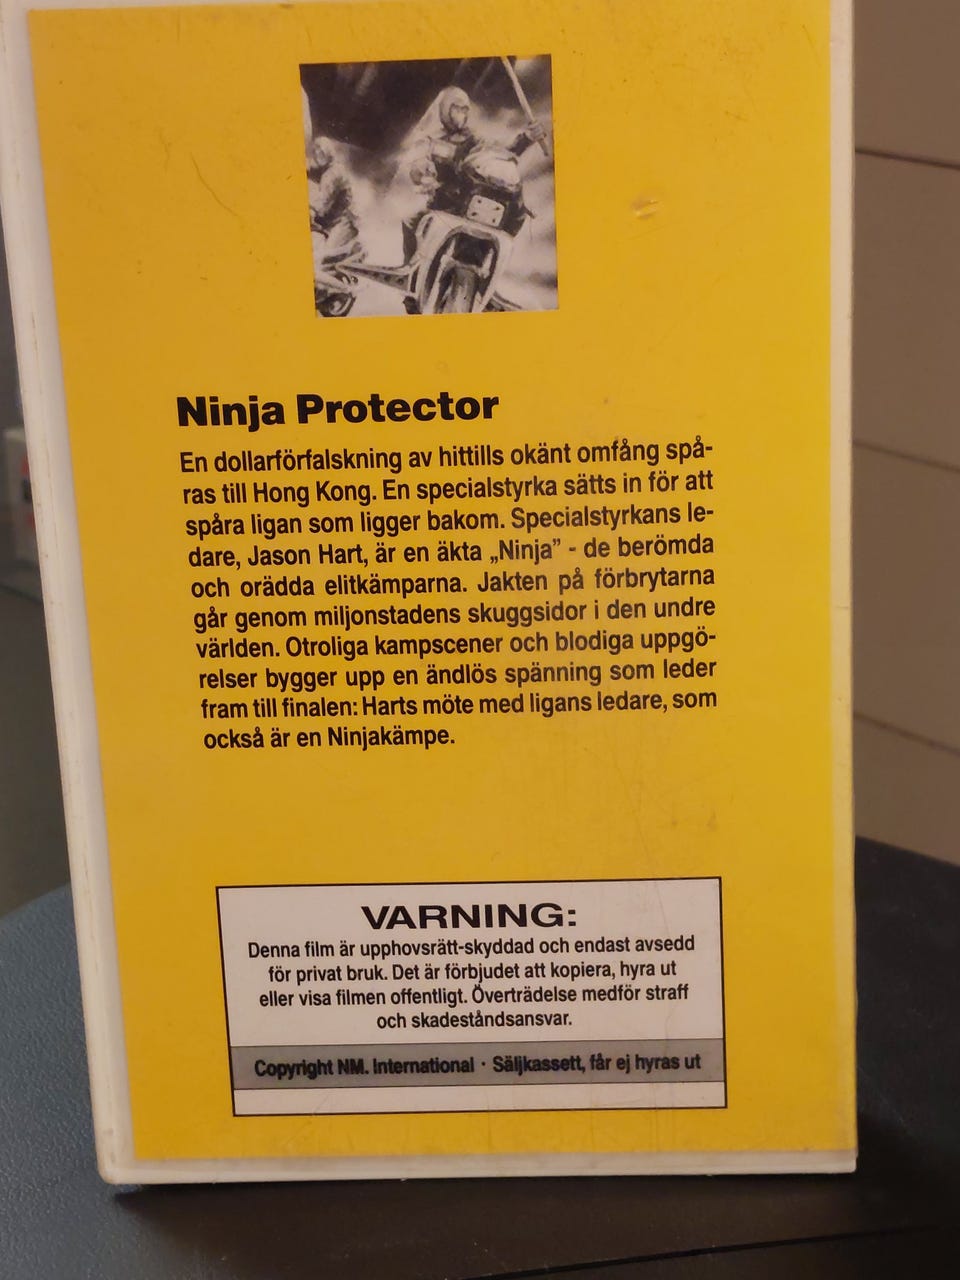 Ninja Protector
En dollarförfalskning av hittills okänt omfång spå-
ras till Hong Kong. En specialstyrka sätts in för att
spåra ligan som ligger bakom. Specialstyrkans le-
dare, Jason Hart, är en äkta „Ninja” - de berömda
och orädda elitkämparna. Jakten på förbrytarna
går genom miljonstadens skuggsidor i den undre
världen. Otroliga kampscener och blodiga uppgö-
relser bygger upp en ändlös spänning som leder
fram till finalen: Harts möte med ligans ledare, som
också är en Ninjakämpe.
VARNING:
Denna film är upphovsrätt-skyddad och endast avsedd
för privat bruk. Det är förbjudet att kopiera, hyra ut
eller visa filmen offentligt. Överträdelse medför straff
och skadeståndsansvar.
Copyright NM. International · Säljkassett, får ej hyras ut